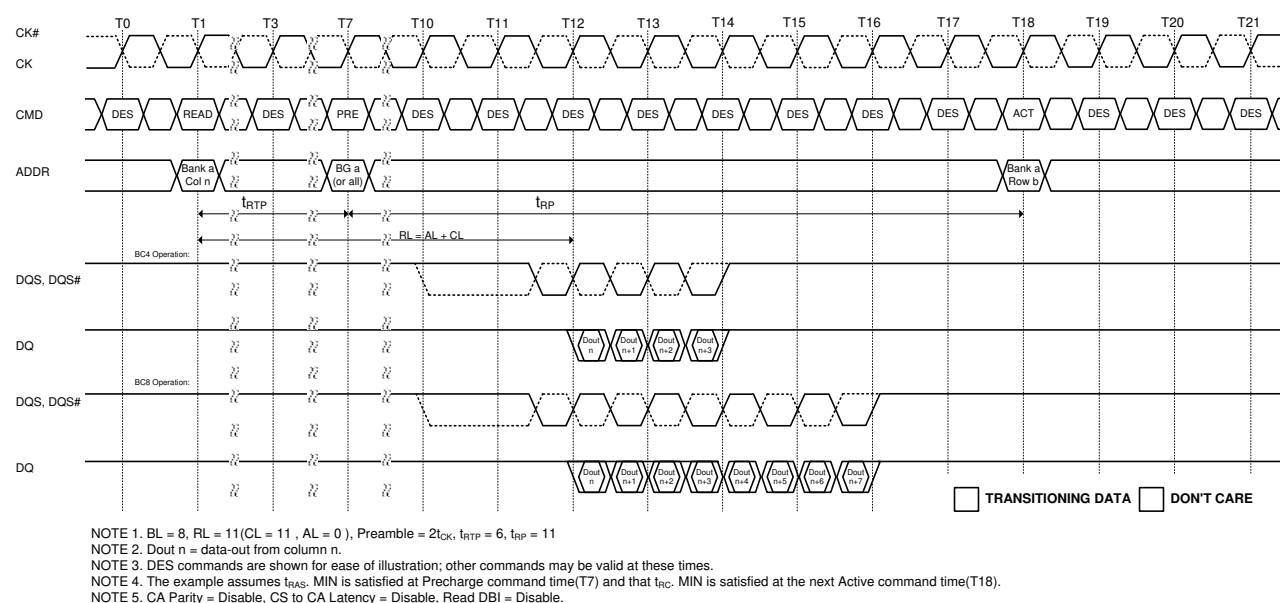 T0 T1 T3 T7 T10 T11 T12 T13 T14 T15 T16 T17 T18 T19 T20 T21
CK#
CK
CMD DES READ DES PRE DES DES DES DES DES DES DES DES ACT DES DES DES
ADDR
Bank a
Col n
BG a
(or all)
Bank a
Row b
tRTP tRP
RL = AL + CL
BC4 Operation:
DQS, DQS#
DQ
Dout
n
Dout
n+1
Dout
n+2
Dout
n+3
BC8 Operation:
DQS, DQS#
DQ
Dout
n
Dout
n+1
Dout
n+2
Dout
n+3
Dout
n+4
Dout
n+5
Dout
n+6
Dout
n+7
TRANSITIONING DATA DON'T CARE
NOTE 1. BL = 8, RL = 11(CL = 11 , AL = 0 ), Preamble = 2tCK, tRTP = 6, tRP = 11
NOTE 2. Dout n = data-out from column n.
NOTE 3. DES commands are shown for ease of illustration; other commands may be valid at these times.
NOTE 4. The example assumes tRAS. MIN is satisfied at Precharge command time(T7) and that tRC. MIN is satisfied at the next Active command time(T18).
NOTE 5. CA Parity = Disable, CS to CA Latency = Disable, Read DBI = Disable.